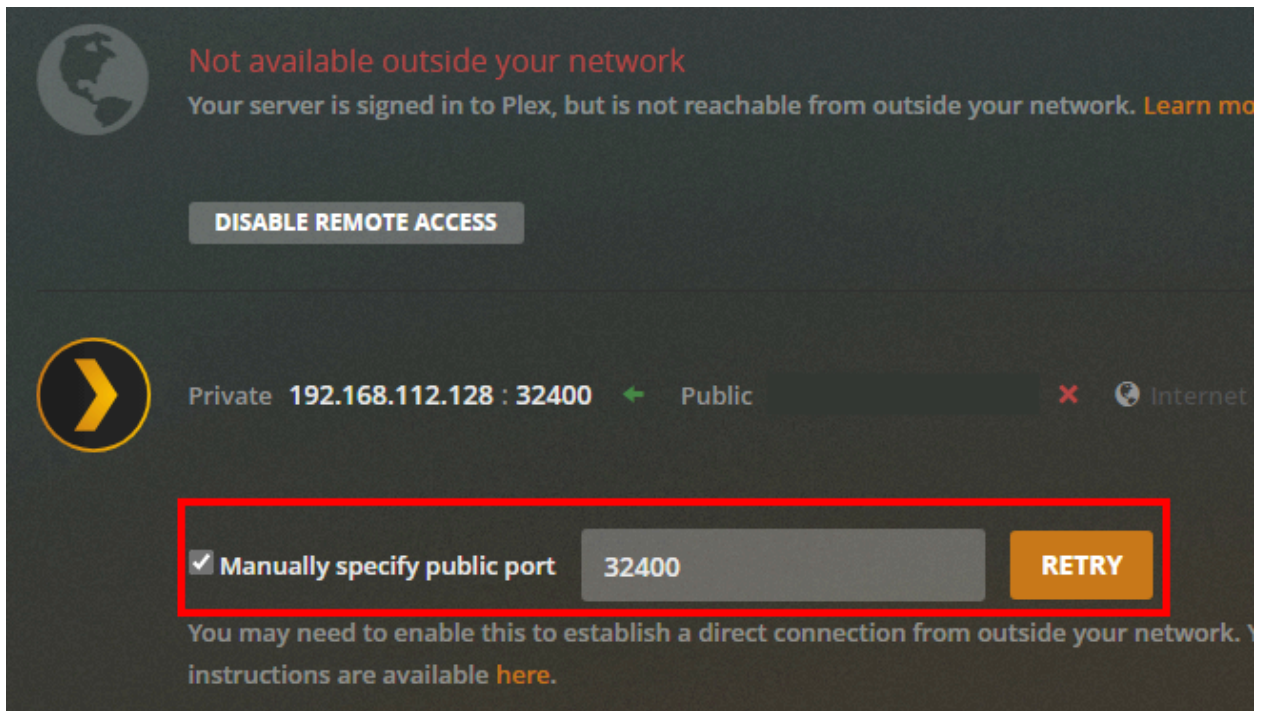 Not available outside your network
Your server is signed in to Plex, but is not reachable from outside your network. Learn mo
DISABLE REMOTE ACCESS
Private 192.168.112.128 : 32400 Public Internet
Manually specify public port 32400 RETRY
You may need to enable this to establish a direct connection from outside your network. Y
instructions are available here.